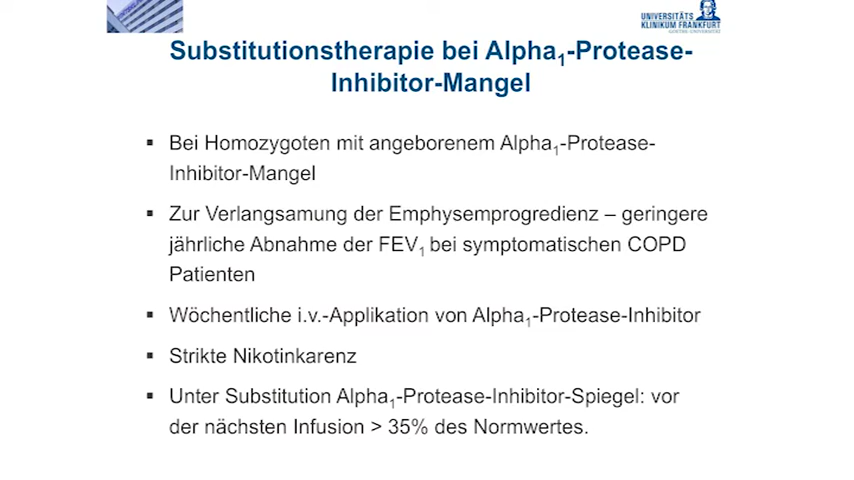 UNIVERSITÄTS
KLINIKUM FRANKFURT
GOETHE-UNIVERSITÄT
Substitutionstherapie bei Alpha₁-Protease-
Inhibitor-Mangel
▪ Bei Homozygoten mit angeborenem Alpha₁-Protease-
Inhibitor-Mangel
▪ Zur Verlangsamung der Emphysemprogredienz – geringere
jährliche Abnahme der FEV₁ bei symptomatischen COPD
Patienten
▪ Wöchentliche i.v.-Applikation von Alpha₁-Protease-Inhibitor
▪ Strikte Nikotinkarenz
▪ Unter Substitution Alpha₁-Protease-Inhibitor-Spiegel: vor
der nächsten Infusion > 35% des Normwertes.